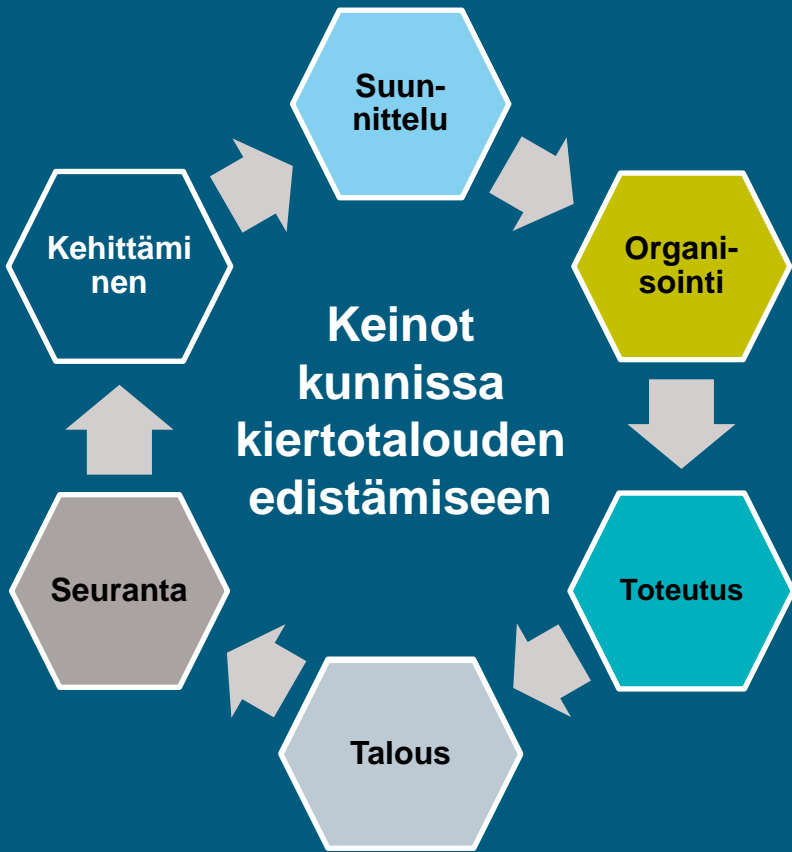 Suun-
nittelu
Organi-
sointi
Toteutus
Talous
Seuranta
Kehittämi
nen
Keinot
kunnissa
kiertotalouden
edistämiseen